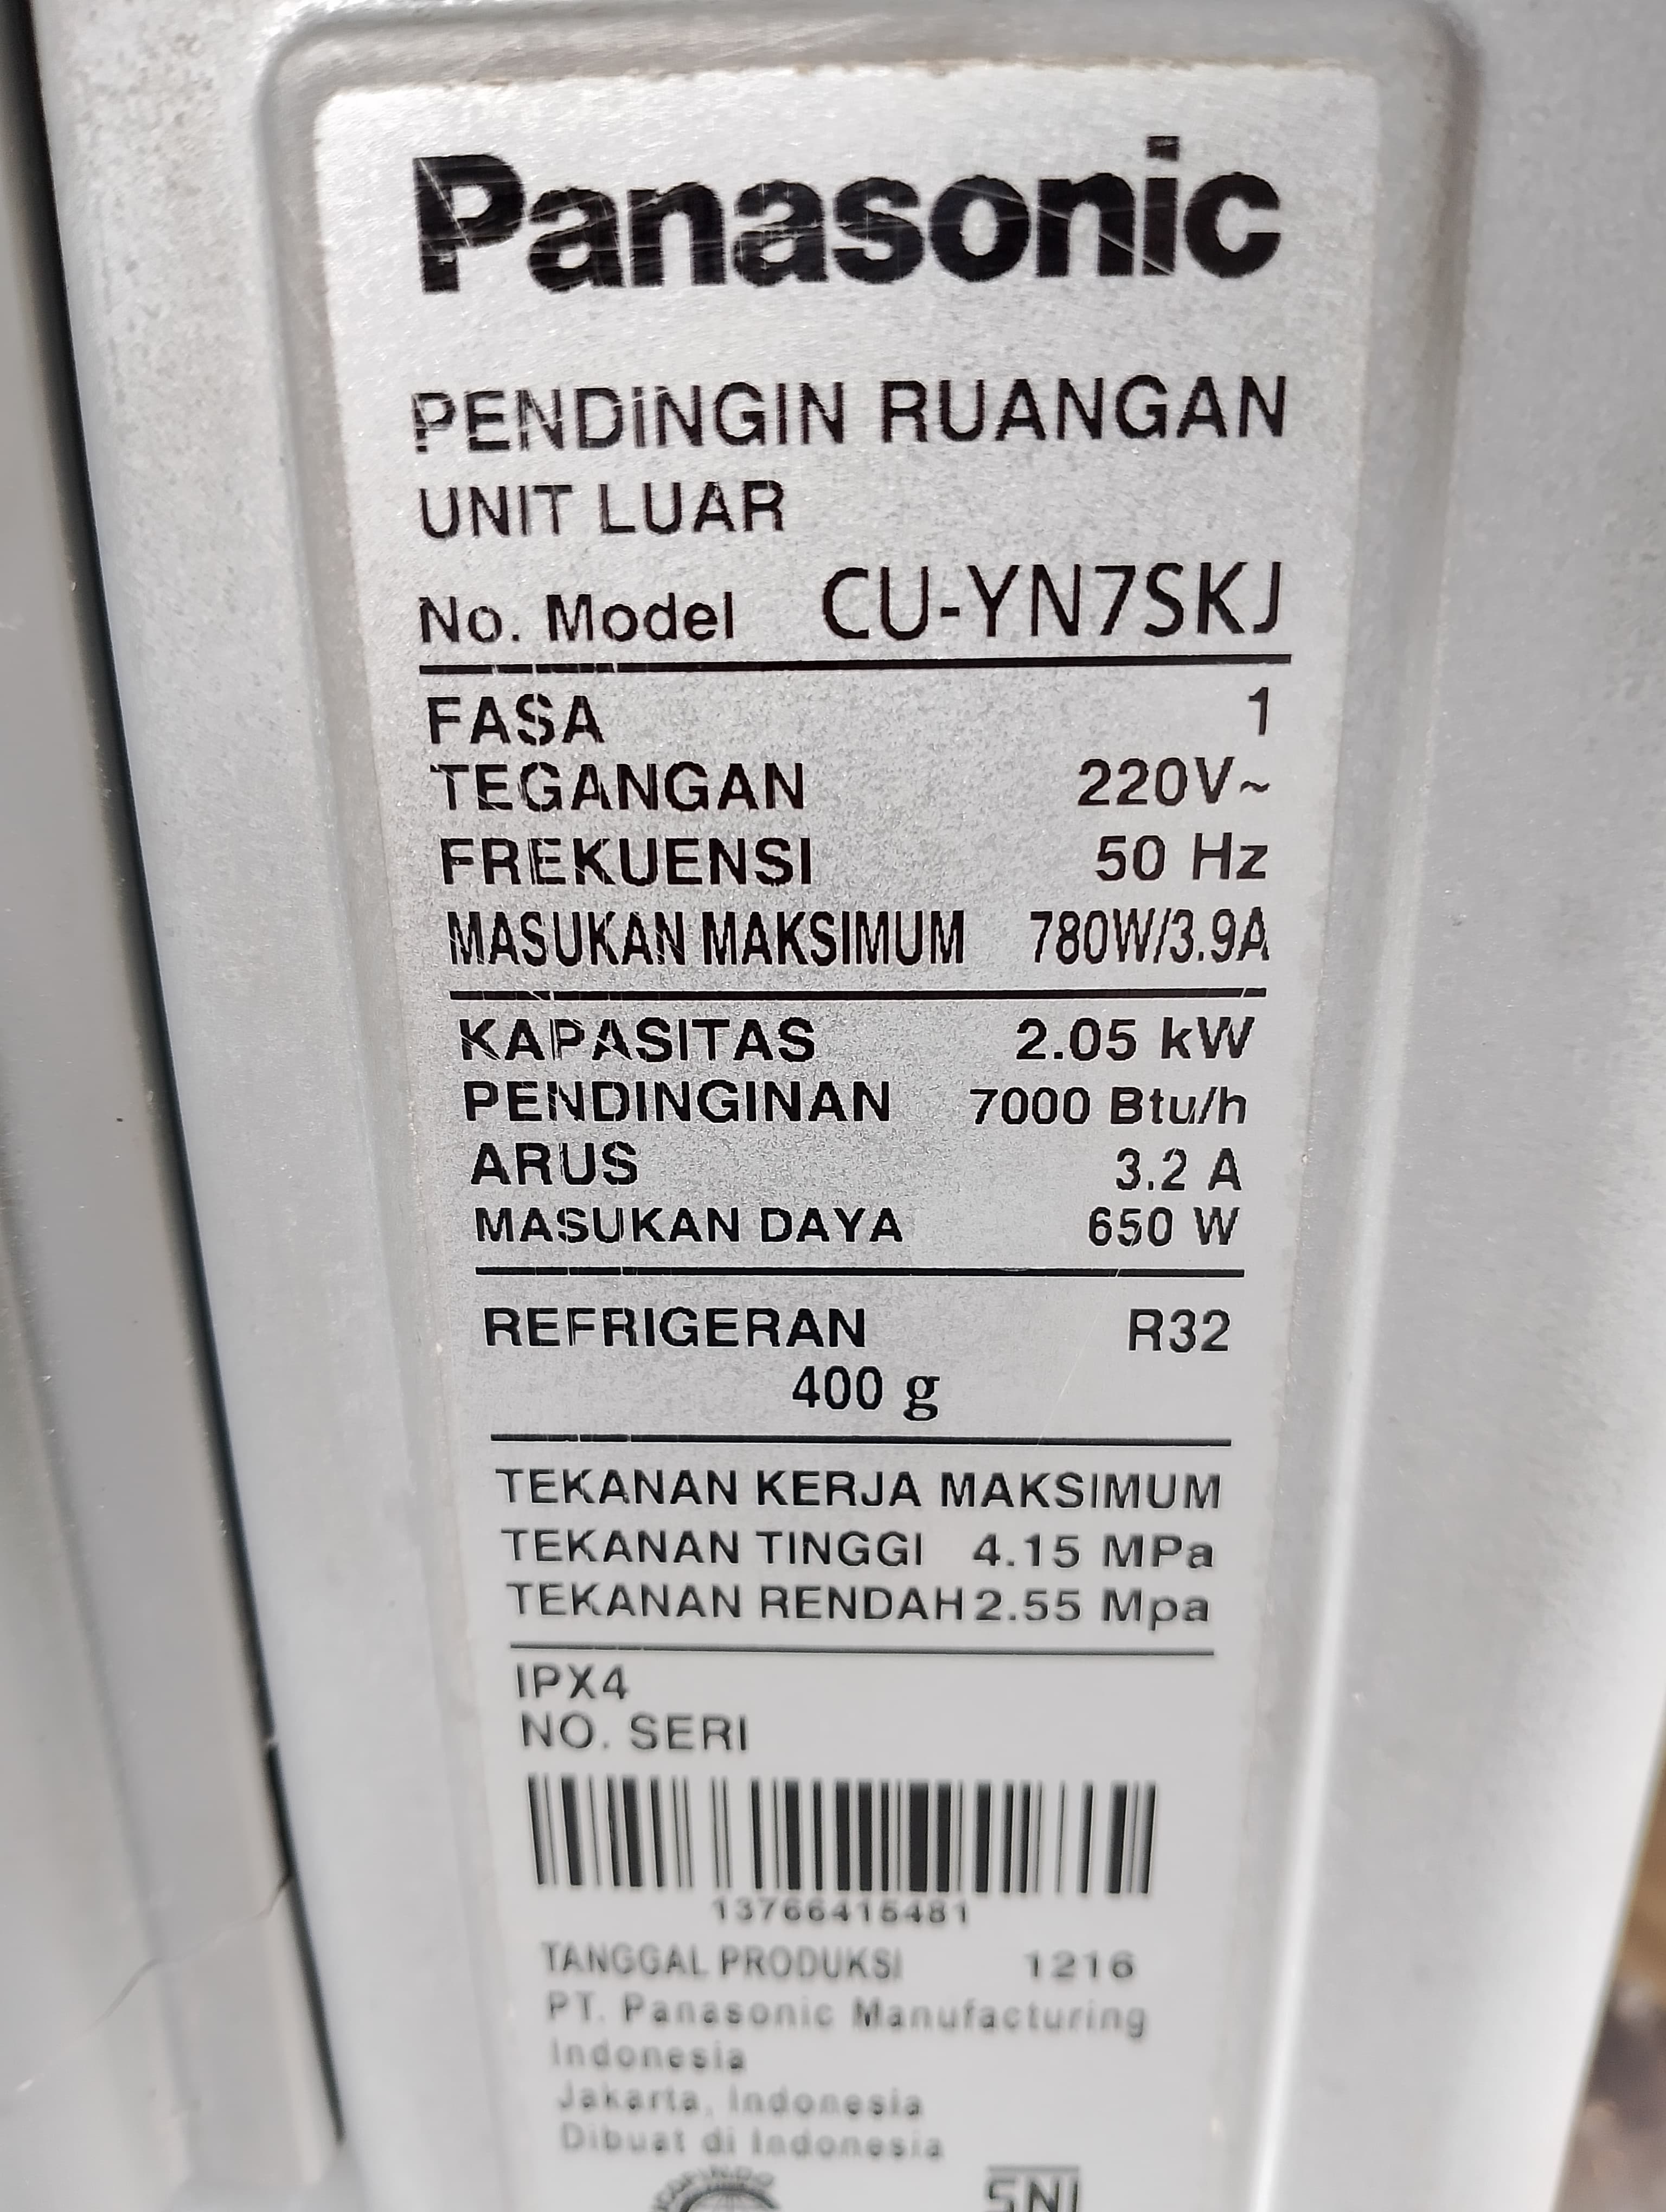 Panasonic
PENDINGIN RUANGAN
UNIT LUAR
No. Model CU-YN7SKJ
FASA 1
TEGANGAN 220V~
FREKUENSI 50 Hz
MASUKAN MAKSIMUM 780W/3.9A
KAPASITAS 2.05 kW
PENDINGINAN 7000 Btu/h
ARUS 3.2 A
MASUKAN DAYA 650 W
REFRIGERAN R32
400 g
TEKANAN KERJA MAKSIMUM
TEKANAN TINGGI 4.15 MPa
TEKANAN RENDAH 2.55 Mpa
IPX4
NO. SERI
13766415481
TANGGAL PRODUKSI 1216
PT. Panasonic Manufacturing
Indonesia
Jakarta, Indonesia
Dibuat di Indonesia
SNI